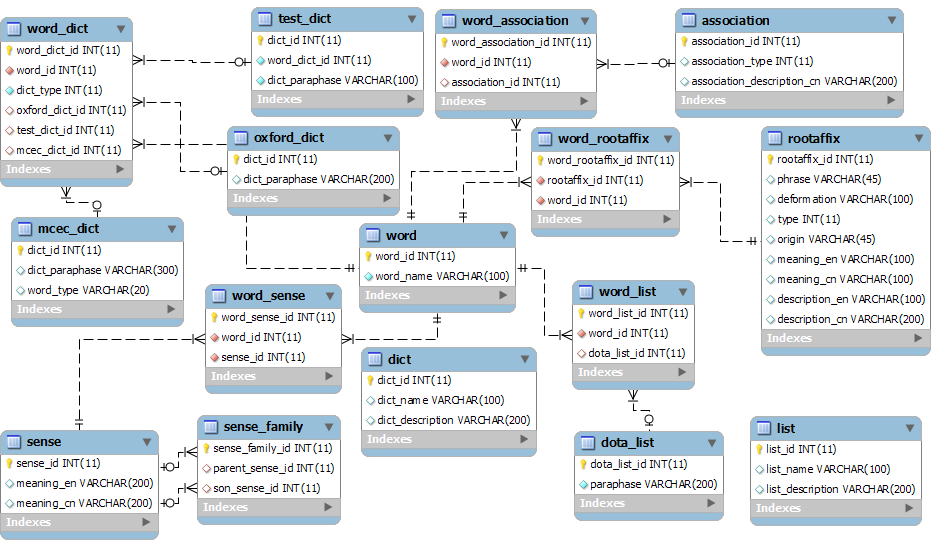 word_dict
word_dict_id INT(11)
word_id INT(11)
dict_type INT(11)
oxford_dict_id INT(11)
test_dict_id INT(11)
mcec_dict_id INT(11)
Indexes
test_dict
dict_id INT(11)
word_dict_id INT(11)
dict_paraphase VARCHAR(100)
Indexes
word_association
word_association_id INT(11)
word_id INT(11)
association_id INT(11)
Indexes
association
association_id INT(11)
association_type INT(11)
association_description_cn VARCHAR(200)
Indexes
oxford_dict
dict_id INT(11)
dict_paraphase VARCHAR(200)
Indexes
word_rootaffix
word_rootaffix_id INT(11)
rootaffix_id INT(11)
word_id INT(11)
Indexes
rootaffix
rootaffix_id INT(11)
phrase VARCHAR(45)
deformation VARCHAR(100)
type INT(11)
origin VARCHAR(45)
meaning_en VARCHAR(100)
meaning_cn VARCHAR(100)
description_en VARCHAR(100)
description_cn VARCHAR(200)
Indexes
mcec_dict
dict_id INT(11)
dict_paraphase VARCHAR(300)
word_type VARCHAR(20)
Indexes
word
word_id INT(11)
word_name VARCHAR(100)
Indexes
word_sense
word_sense_id INT(11)
word_id INT(11)
sense_id INT(11)
Indexes
word_list
word_list_id INT(11)
word_id INT(11)
dota_list_id INT(11)
Indexes
dict
dict_id INT(11)
dict_name VARCHAR(100)
dict_description VARCHAR(200)
Indexes
sense
sense_id INT(11)
meaning_en VARCHAR(200)
meaning_cn VARCHAR(200)
Indexes
sense_family
sense_family_id INT(11)
parent_sense_id INT(11)
son_sense_id INT(11)
Indexes
dota_list
dota_list_id INT(11)
paraphase VARCHAR(200)
Indexes
list
list_id INT(11)
list_name VARCHAR(100)
list_description VARCHAR(200)
Indexes